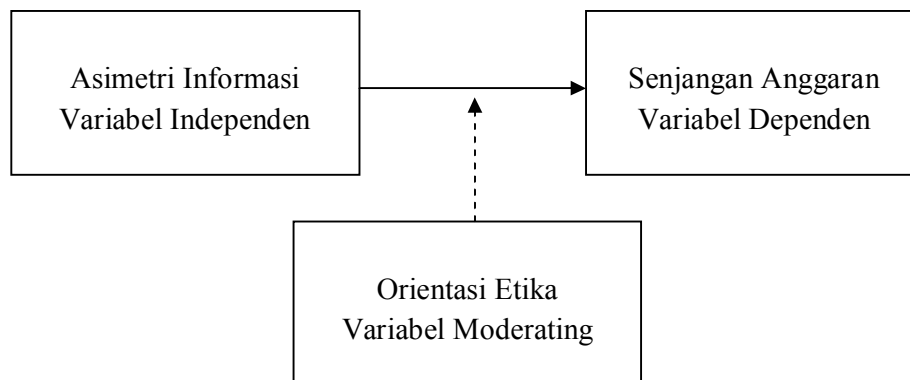 Asimetri Informasi
Variabel Independen
Senjangan Anggaran
Variabel Dependen
Orientasi Etika
Variabel Moderating